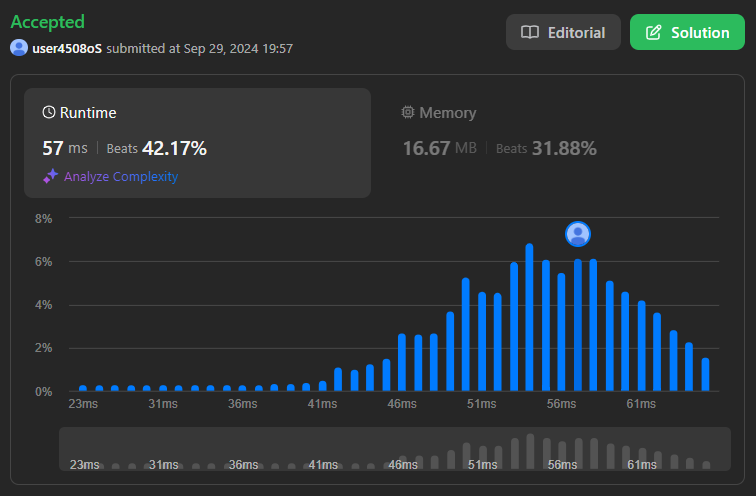 Accepted
user4508oS submitted at Sep 29, 2024 19:57
Editorial
Solution
Runtime
57 ms | Beats 42.17%
Analyze Complexity
Memory
16.67 MB | Beats 31.88%
8%
6%
4%
2%
0%
23ms 31ms 36ms 41ms 46ms 51ms 56ms 61ms
23ms 31ms 36ms 41ms 46ms 51ms 56ms 61ms